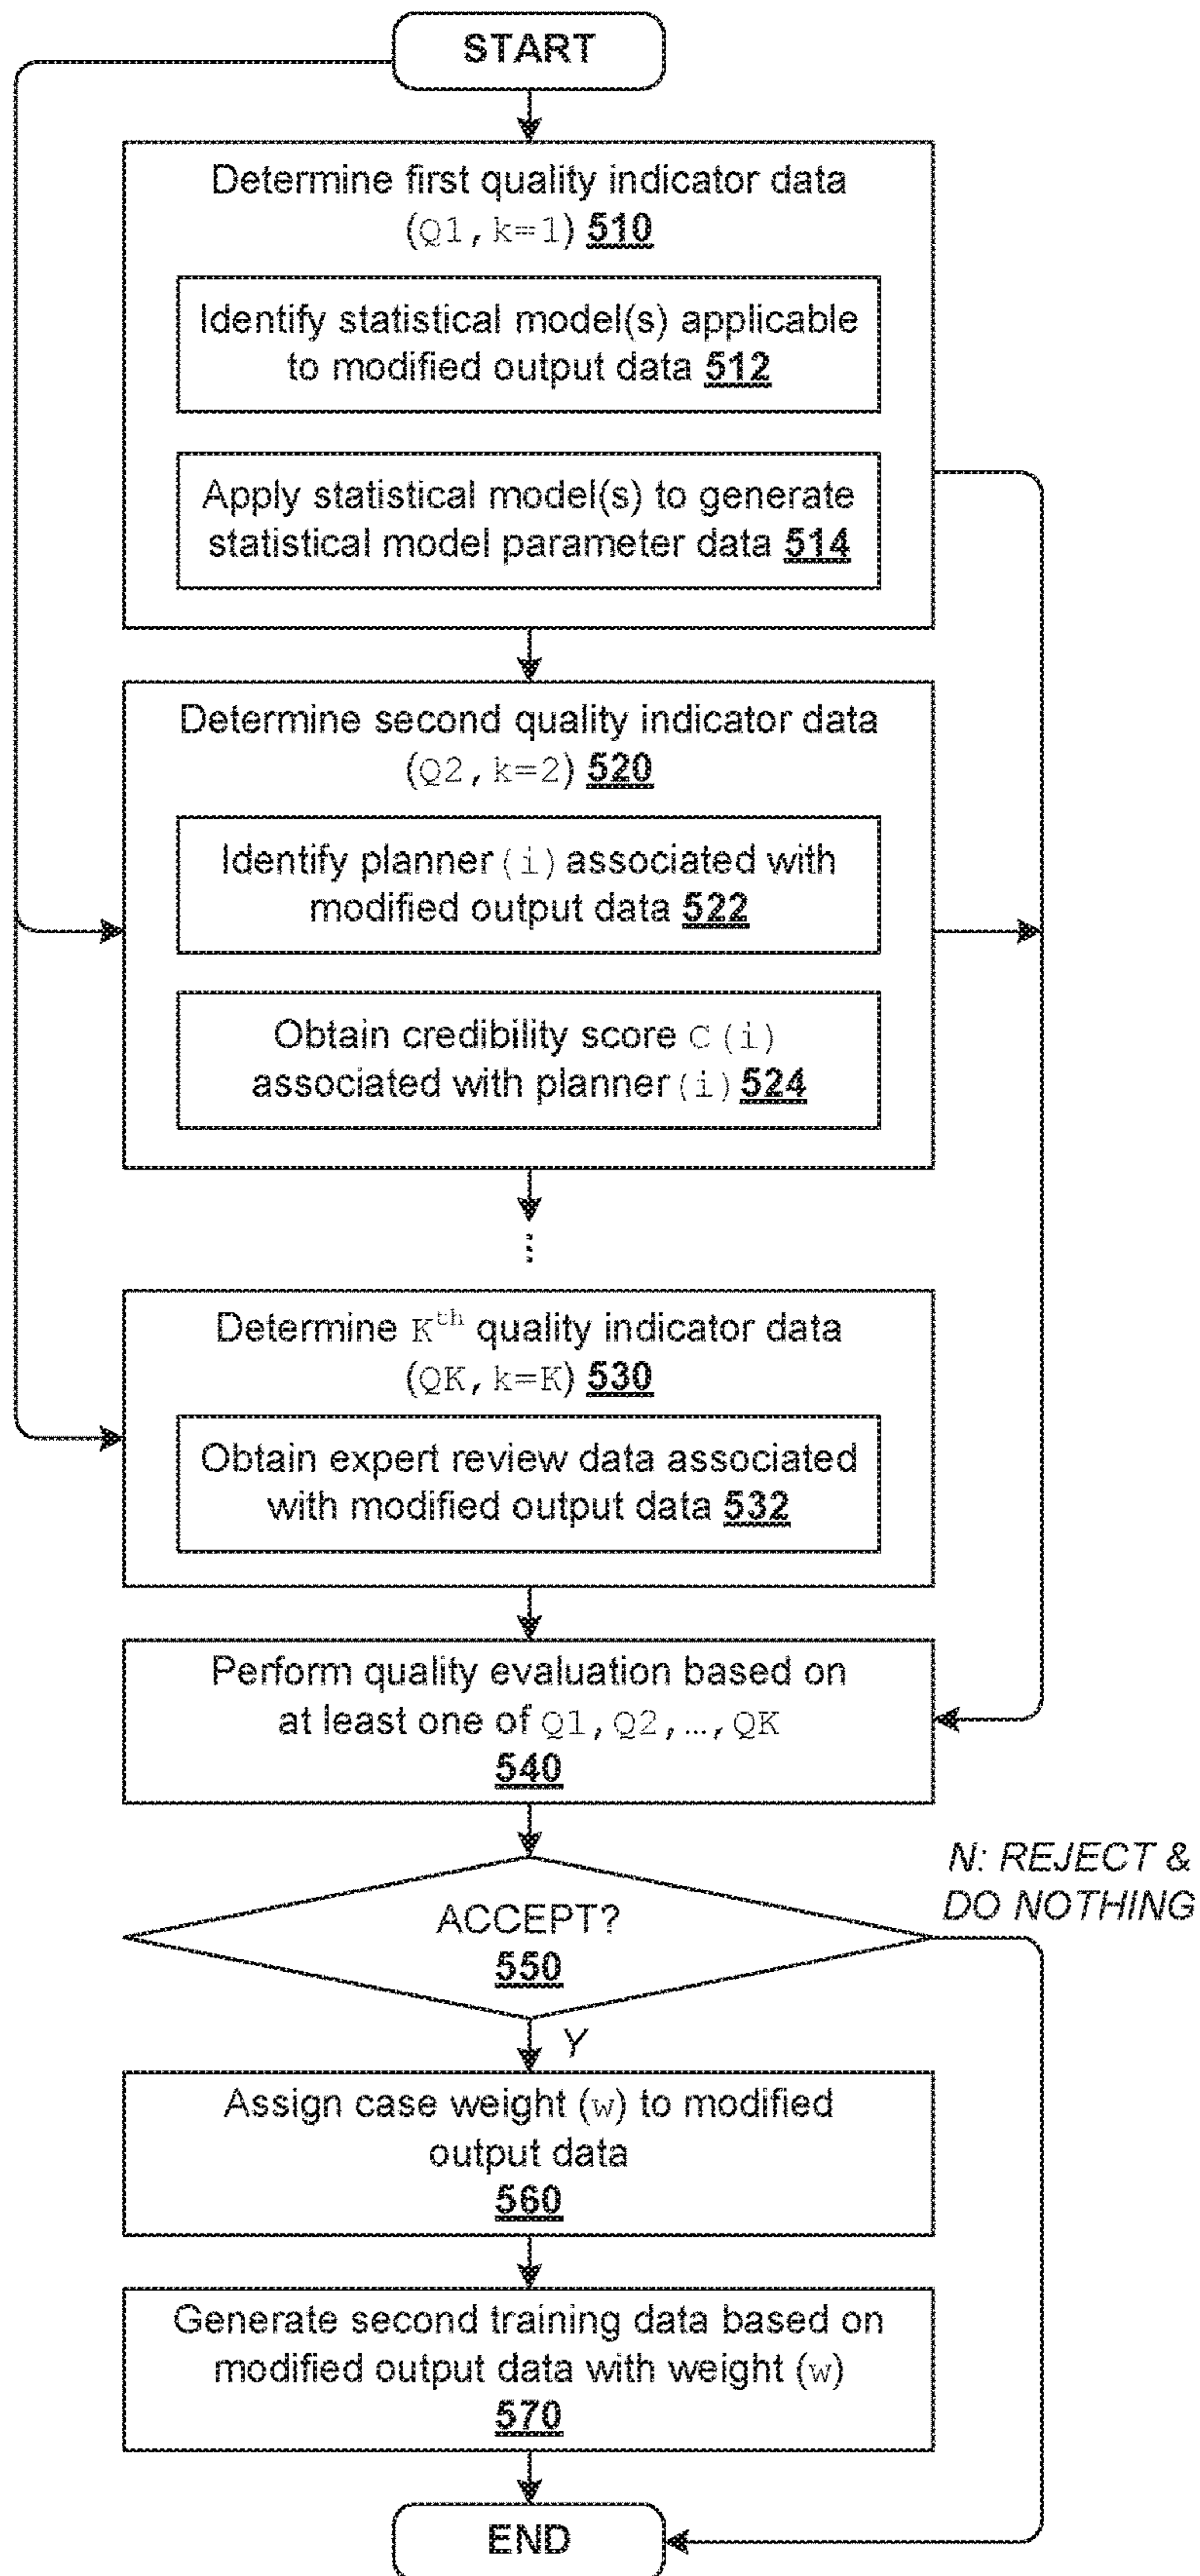 START
Determine first quality indicator data
(Q1, k=1) 510
Identify statistical model(s) applicable
to modified output data 512
Apply statistical model(s) to generate
statistical model parameter data 514
Determine second quality indicator data
(Q2, k=2) 520
Identify planner(i) associated with
modified output data 522
Obtain credibility score C(i)
associated with planner(i) 524
⋮
Determine Kth quality indicator data
(QK, k=K) 530
Obtain expert review data associated
with modified output data 532
Perform quality evaluation based on
at least one of Q1, Q2, …, QK
540
N: REJECT &
DO NOTHING
ACCEPT?
550
Y
Assign case weight (w) to modified
output data
560
Generate second training data based on
modified output data with weight (w)
570
END